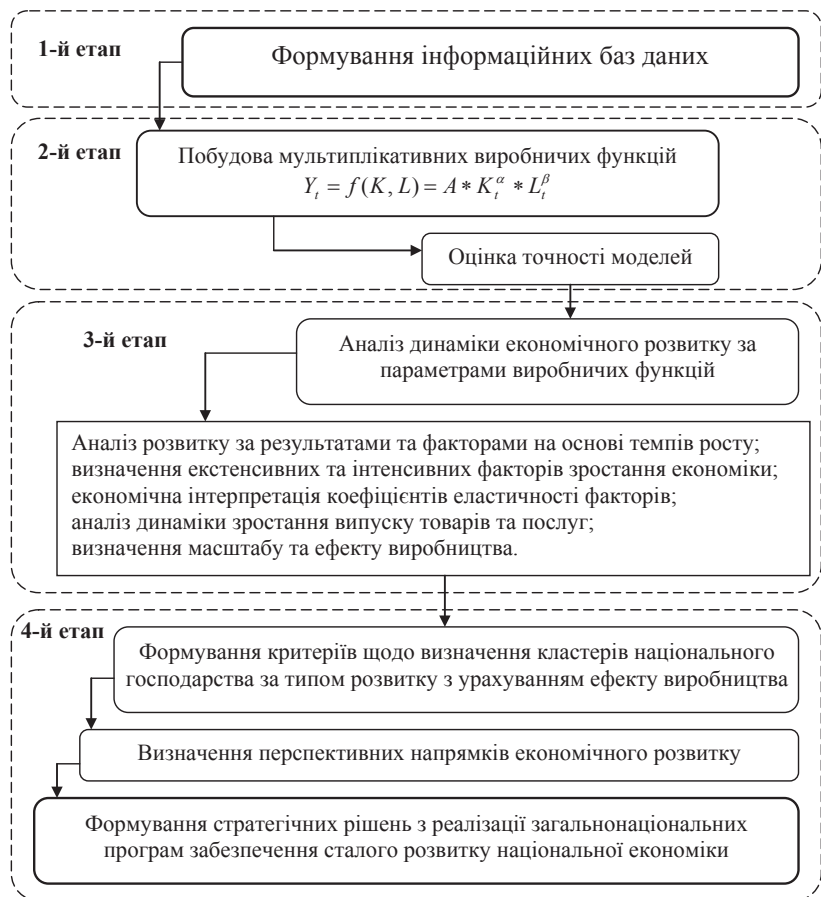 1-й етап
Формування інформаційних баз даних
2-й етап
Побудова мультиплікативних виробничих функцій
Y_t = f(K, L) = A * K_t^α * L_t^β
Оцінка точності моделей
3-й етап
Аналіз динаміки економічного розвитку за
параметрами виробничих функцій
Аналіз розвитку за результатами та факторами на основі темпів росту;
визначення екстенсивних та інтенсивних факторів зростання економіки;
економічна інтерпретація коефіцієнтів еластичності факторів;
аналіз динаміки зростання випуску товарів та послуг;
визначення масштабу та ефекту виробництва.
4-й етап
Формування критеріїв щодо визначення кластерів національного
господарства за типом розвитку з урахуванням ефекту виробництва
Визначення перспективних напрямків економічного розвитку
Формування стратегічних рішень з реалізації загальнонаціональних
програм забезпечення сталого розвитку національної економіки